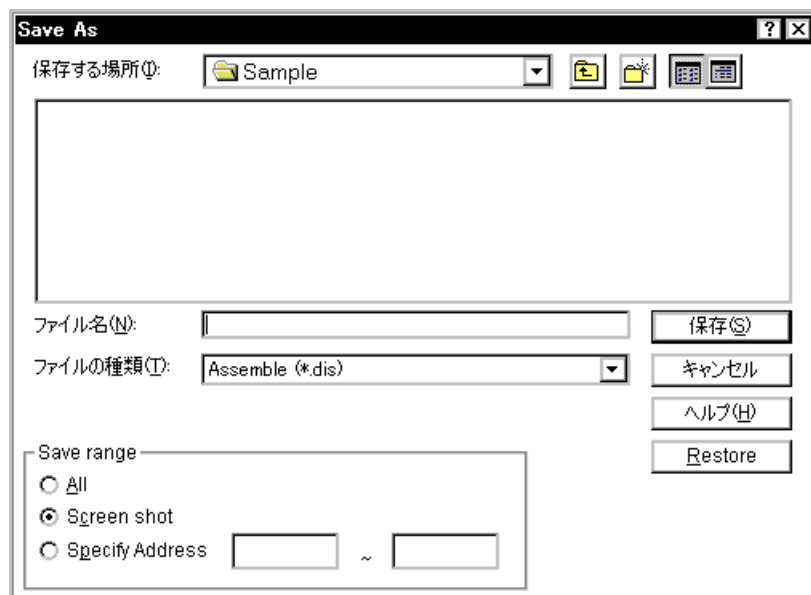 Save As
保存する場所(I):
Sample
ファイル名(N):
保存(S)
ファイルの種類(T):
Assemble (*.dis)
キャンセル
ヘルプ(H)
Restore
Save range
All
Screen shot
Specify Address
~